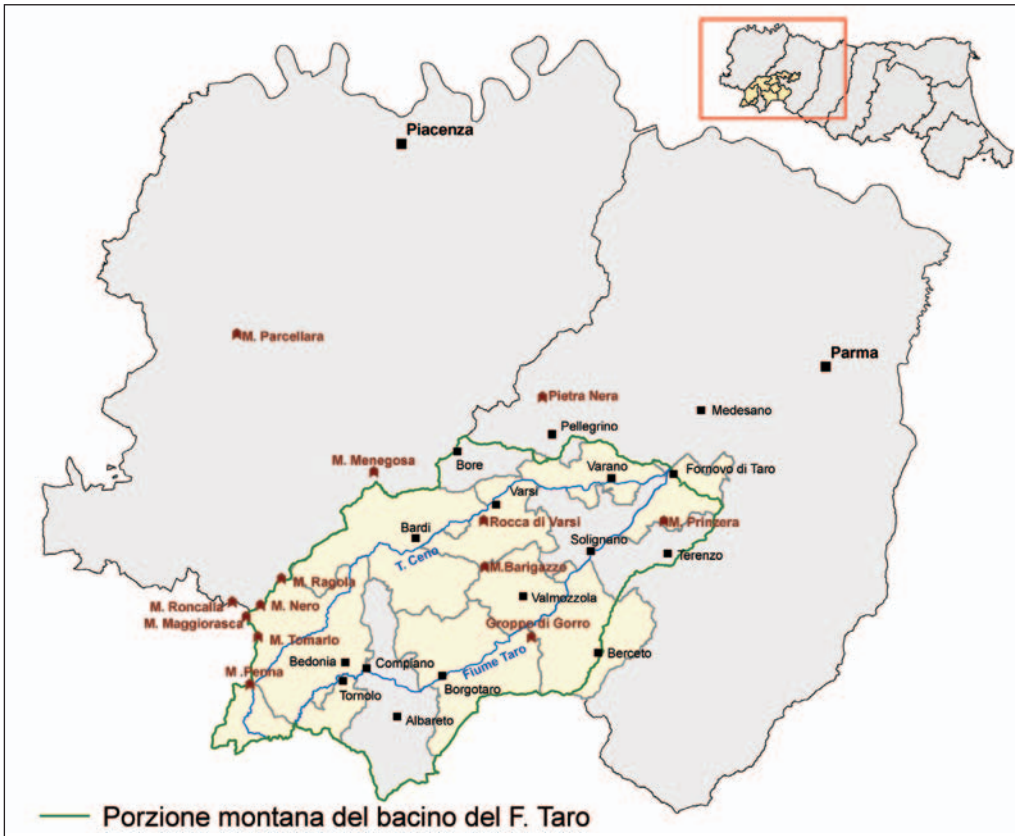 Piacenza
M. Parcellara
Parma
Pietra Nera
Medesano
Pellegrino
Bore
M. Menegosa
Varano
Fornovo di Taro
Varsi
Rocca di Varsi
M. Prinzera
Bardi
Solignano
T. Ceno
Terenzo
M.Barigazzo
M. Ragola
Valmozzola
M. Roncalla
M. Nero
M. Maggiorasca
Groppe di Gorro
M. Tomarlo
Berceto
Bedonia
Compiano
Fiume Taro
M .Penna
Tornolo
Borgotaro
Albareto
Porzione montana del bacino del F. Taro